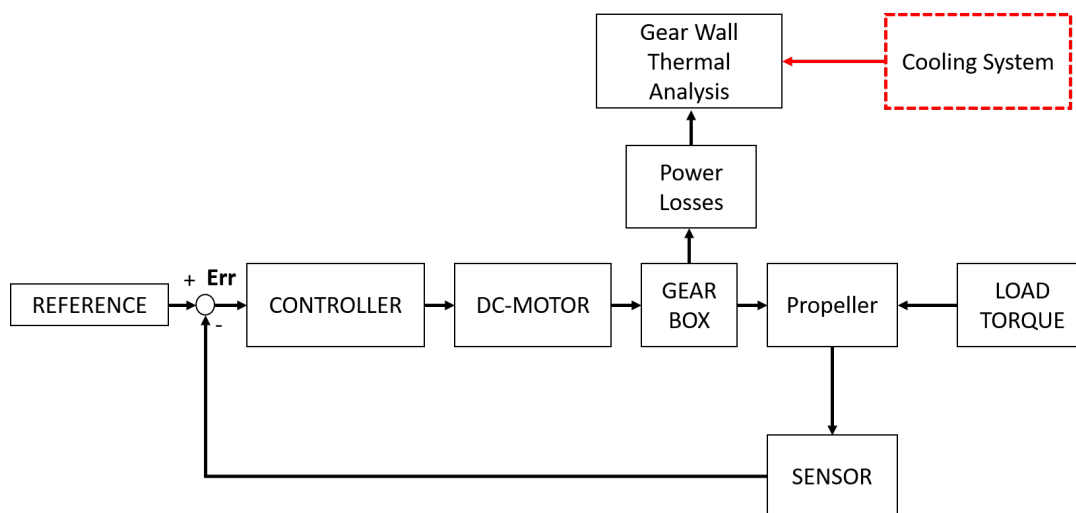 Gear Wall
Thermal
Analysis
Cooling System
Power
Losses
+ Err
REFERENCE
-
CONTROLLER
DC-MOTOR
GEAR
BOX
Propeller
LOAD
TORQUE
SENSOR